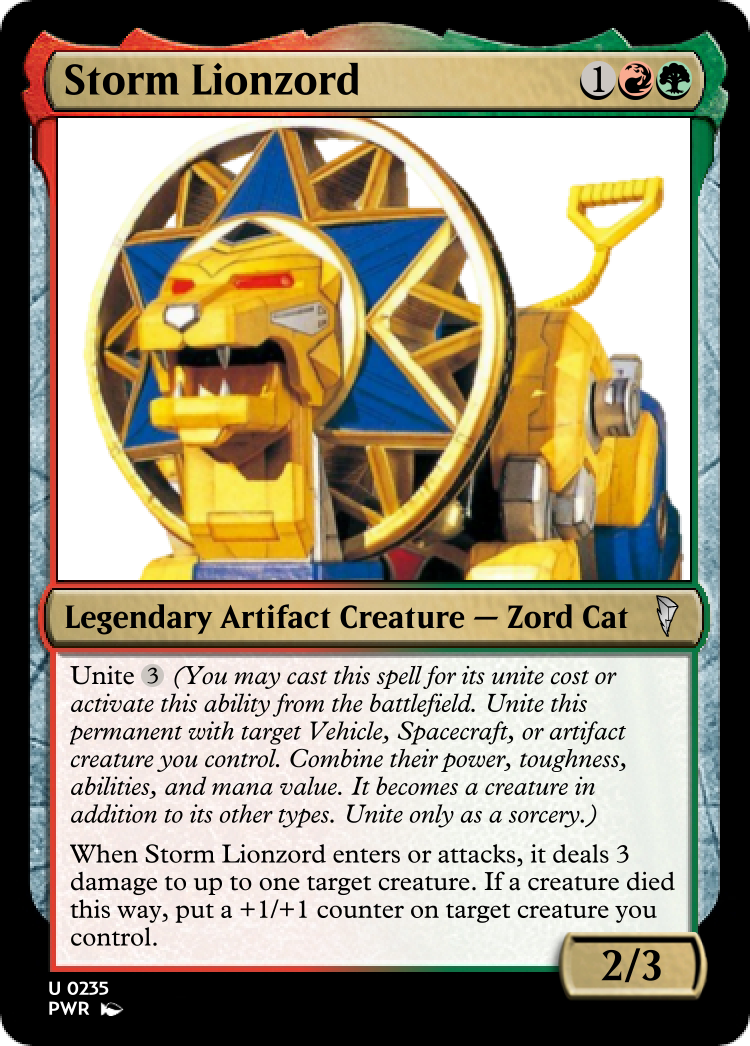 Storm Lionzord 1
Legendary Artifact Creature — Zord Cat
Unite 3 (You may cast this spell for its unite cost or
activate this ability from the battlefield. Unite this
permanent with target Vehicle, Spacecraft, or artifact
creature you control. Combine their power, toughness,
abilities, and mana value. It becomes a creature in
addition to its other types. Unite only as a sorcery.)
When Storm Lionzord enters or attacks, it deals 3
damage to up to one target creature. If a creature died
this way, put a +1/+1 counter on target creature you
control.
2/3
U 0235
PWR